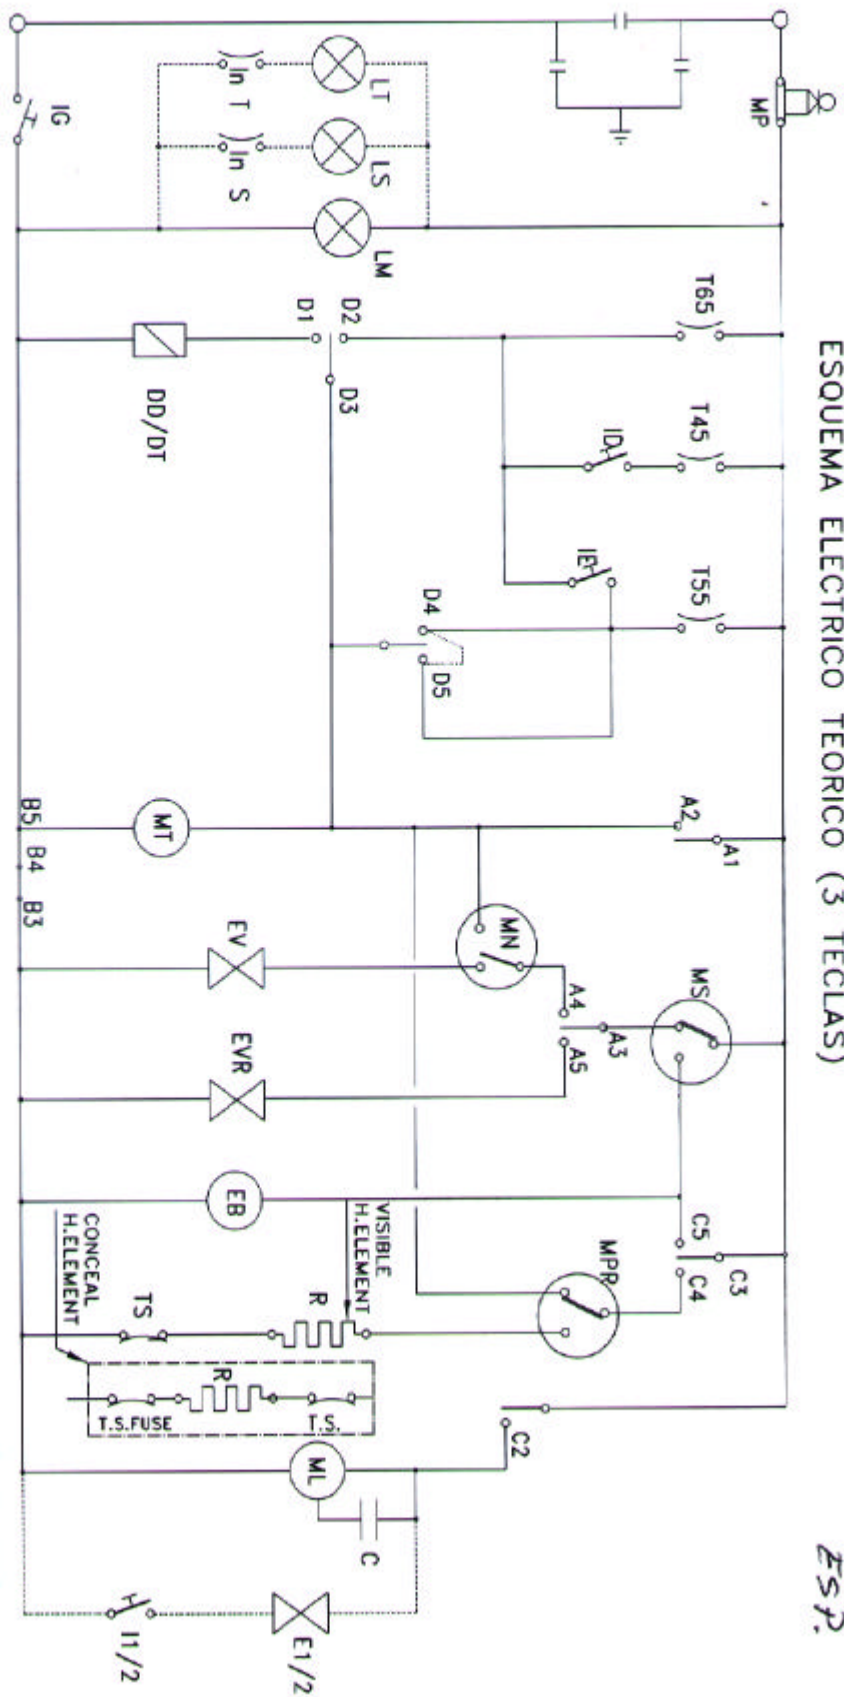 ESQUEMA ELECTRICO TEORICO (3 TECLAS)
ESP.
MP
IG
In T
LT
In S
LS
LM
T65
T45
T55
ID
IE
D1
D2
D3
DD/DT
D4
D5
A2
A1
MT
B5
B4
B3
MN
MS
EV
A4
A3
A5
EVR
EB
C5
C3
C4
MPR
VISIBLE
H.ELEMENT
CONCEAL
H.ELEMENT
TS
R
R
T.S.FUSE
T.S.
C2
ML
C
I1/2
E1/2